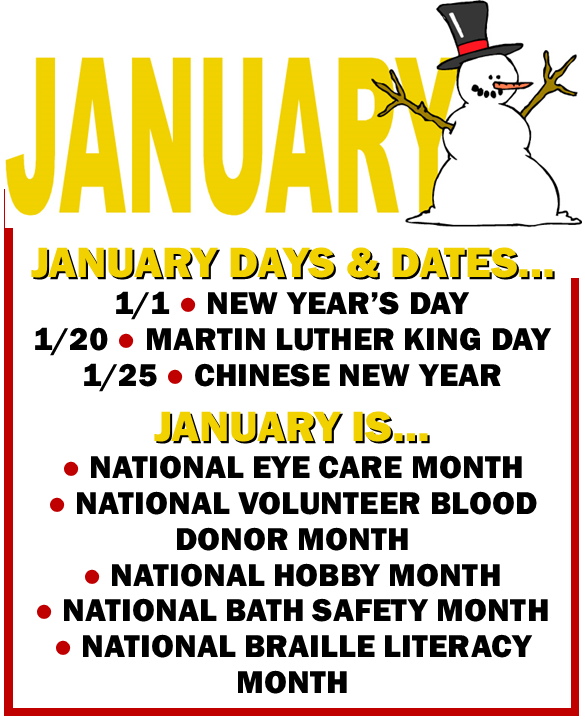 JANUARY
JANUARY DAYS & DATES...
1/1 ● NEW YEAR'S DAY
1/20 ● MARTIN LUTHER KING DAY
1/25 ● CHINESE NEW YEAR
JANUARY IS...
● NATIONAL EYE CARE MONTH
● NATIONAL VOLUNTEER BLOOD
DONOR MONTH
● NATIONAL HOBBY MONTH
● NATIONAL BATH SAFETY MONTH
● NATIONAL BRAILLE LITERACY
MONTH